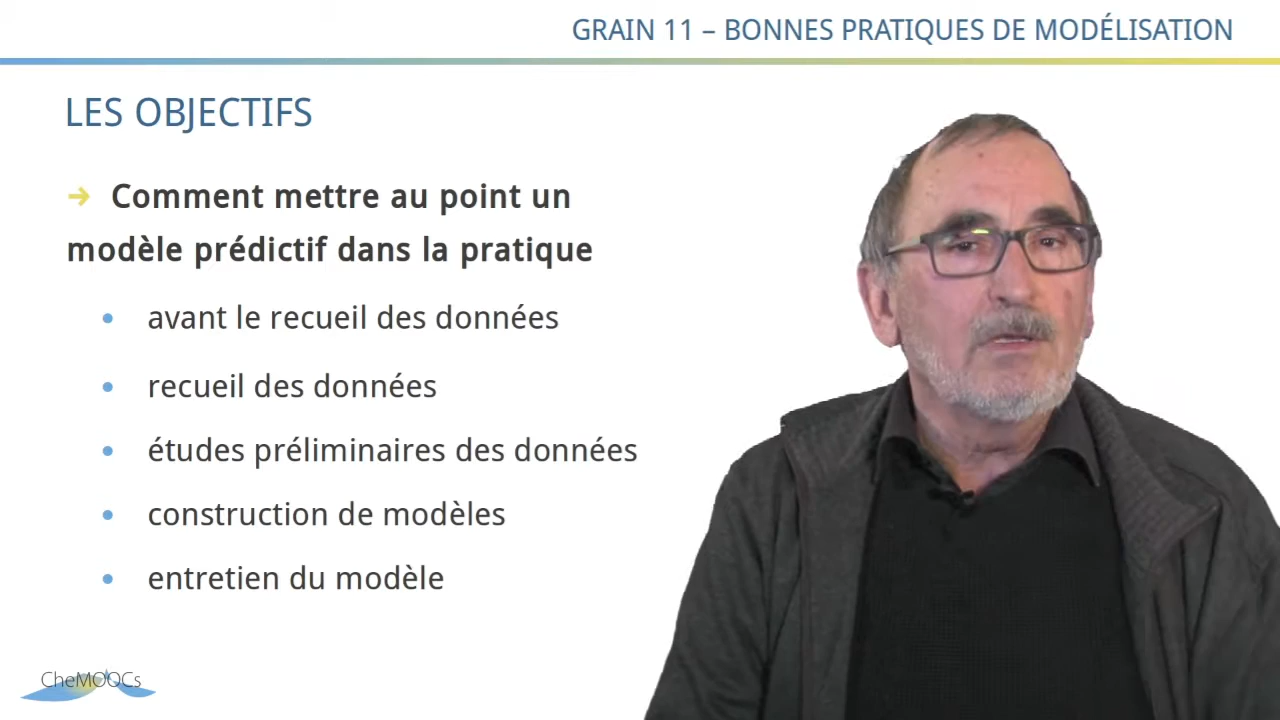 GRAIN 11 – BONNES PRATIQUES DE MODÉLISATION
LES OBJECTIFS
→ Comment mettre au point un
modèle prédictif dans la pratique
• avant le recueil des données
• recueil des données
• études préliminaires des données
• construction de modèles
• entretien du modèle
CheMOOCs